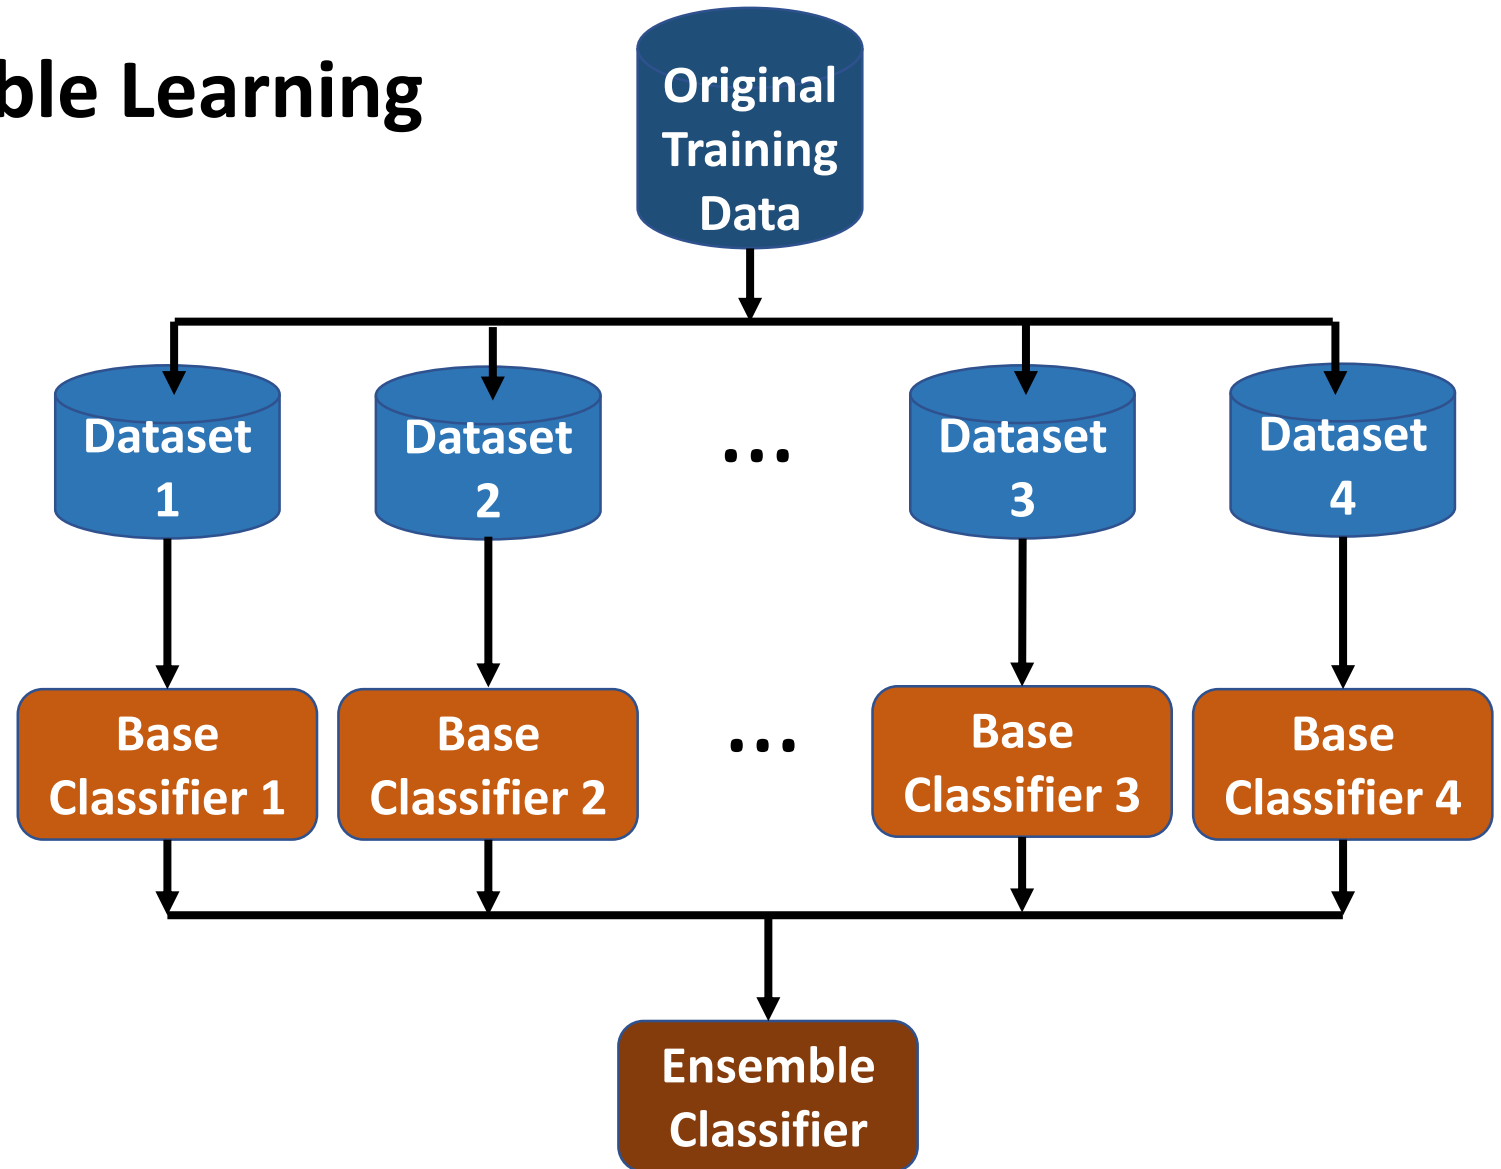 ble Learning
Original
Training
Data
Dataset
1
Dataset
2
...
Dataset
3
Dataset
4
Base
Classifier 1
Base
Classifier 2
...
Base
Classifier 3
Base
Classifier 4
Ensemble
Classifier